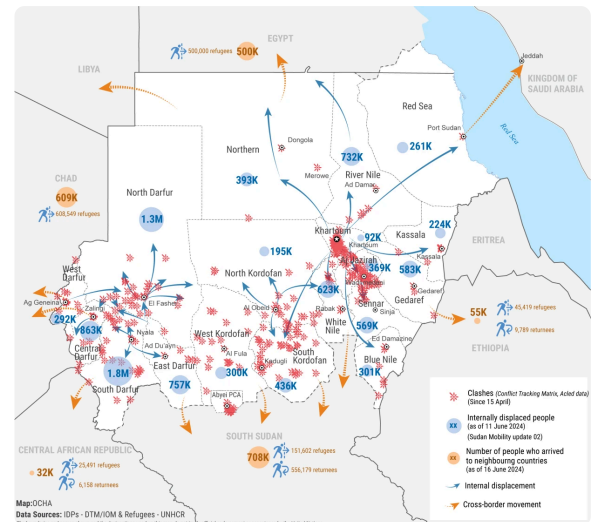 EGYPT
500,000 refugees
500K
LIBYA
Jeddah
KINGDOM OF
SAUDI ARABIA
Red Sea
Red Sea
Port Sudan
Dongola
Northern
732K
261K
Merowe
River Nile
393K
Ad Damar
CHAD
609K
608,549 refugees
North Darfur
1.3M
Khartoum
92K
Khartoum
Kassala
224K
Kassala
195K
ERITREA
West
Darfur
North Kordofan
Aj Jazirah
369K
583K
Wad Madani
623K
Gedaref
Gedaref
Ag Geneina
El Fasher
292K
Zalingi
Al Obeid
Rabak
Sennar
Sinja
White
Nile
569K
55K
45,419 refugees
9,789 returnees
ETHIOPIA
863K
Nyala
West Kordofan
Ed Damazine
Central
Darfur
Ad Du'ayn
Al Fula
South
Kordofan
Blue Nile
1.8M
East Darfur
300K
Kadugli
301K
South Darfur
757K
436K
Abyei PCA
CENTRAL AFRICAN REPUBLIC
32K
25,491 refugees
6,158 returnees
SOUTH SUDAN
708K
151,602 refugees
556,179 returnees
Clashes (Conflict Tracking Matrix, Acled data)
(Since 15 April)
XX
Internally displaced people
(as of 11 June 2024)
(Sudan Mobility update 02)
XX
Number of people who arrived
to neighbouring countries
(as of 16 June 2024)
Internal displacement
Cross-border movement
Map:OCHA
Data Sources: IDPs - DTM/IOM & Refugees - UNHCR